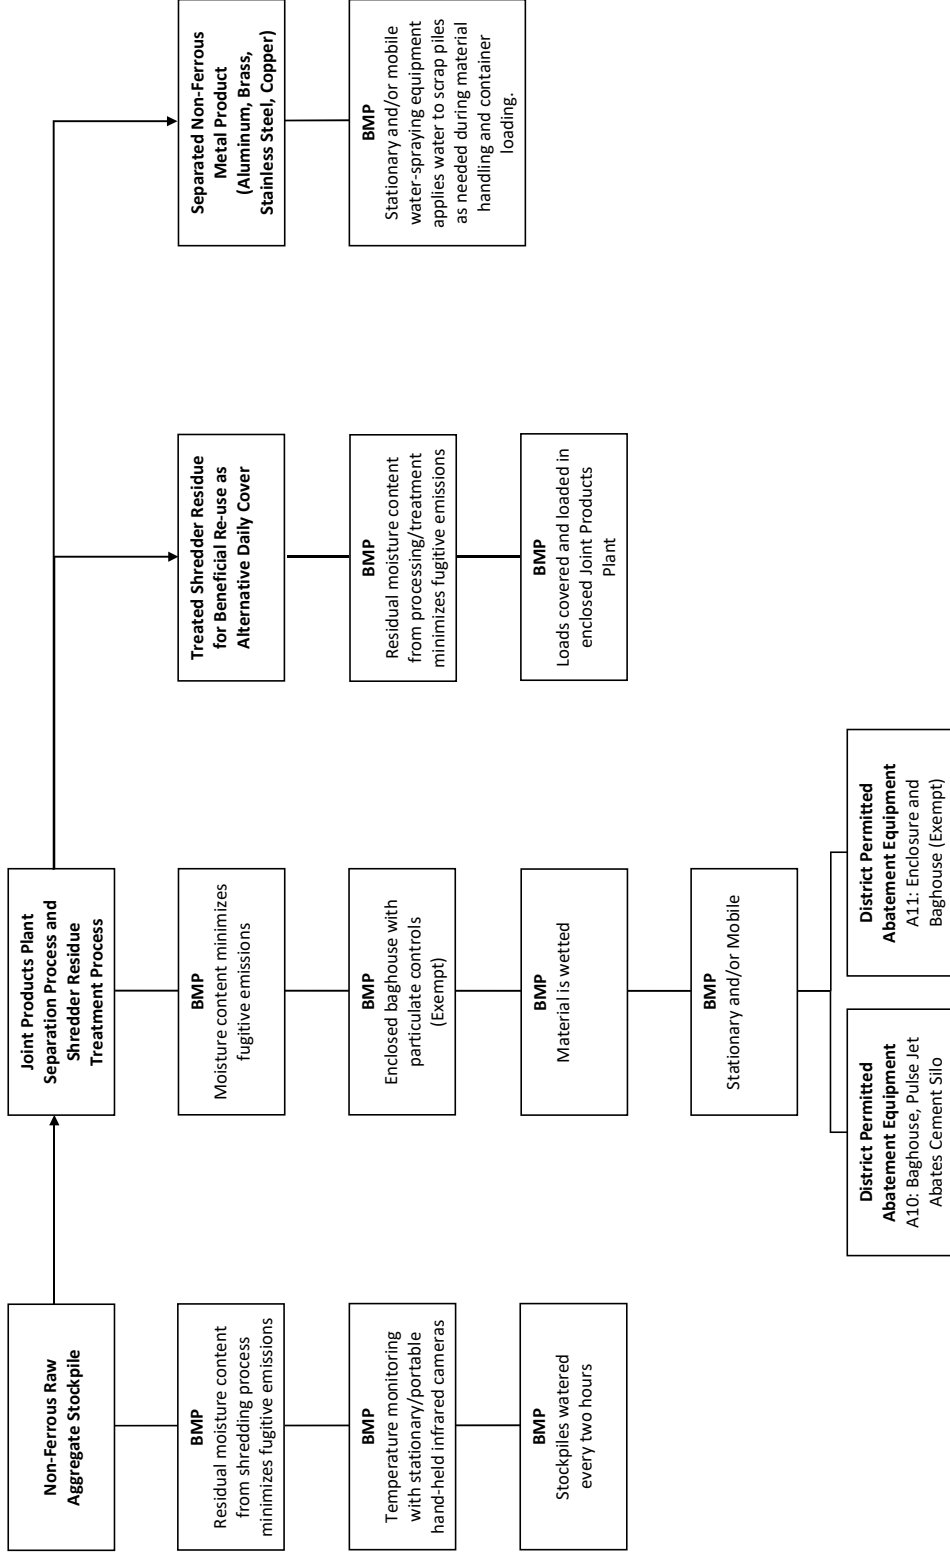 Non-Ferrous Raw
Aggregate Stockpile
BMP
Residual moisture content
from shredding process
minimizes fugitive emissions
BMP
Temperature monitoring
with stationary/portable
hand-held infrared cameras
BMP
Stockpiles watered
every two hours
Joint Products Plant
Separation Process and
Shredder Residue
Treatment Process
BMP
Moisture content minimizes
fugitive emissions
BMP
Enclosed baghouse with
particulate controls
(Exempt)
BMP
Material is wetted
BMP
Stationary and/or Mobile
District Permitted
Abatement Equipment
A10: Baghouse, Pulse Jet
Abates Cement Silo
District Permitted
Abatement Equipment
A11: Enclosure and
Baghouse (Exempt)
Treated Shredder Residue
for Beneficial Re-use as
Alternative Daily Cover
BMP
Residual moisture content
from processing/treatment
minimizes fugitive emissions
BMP
Loads covered and loaded in
enclosed Joint Products
Plant
Separated Non-Ferrous
Metal Product
(Aluminum, Brass,
Stainless Steel, Copper)
BMP
Stationary and/or mobile
water-spraying equipment
applies water to scrap piles
as needed during material
handling and container
loading.